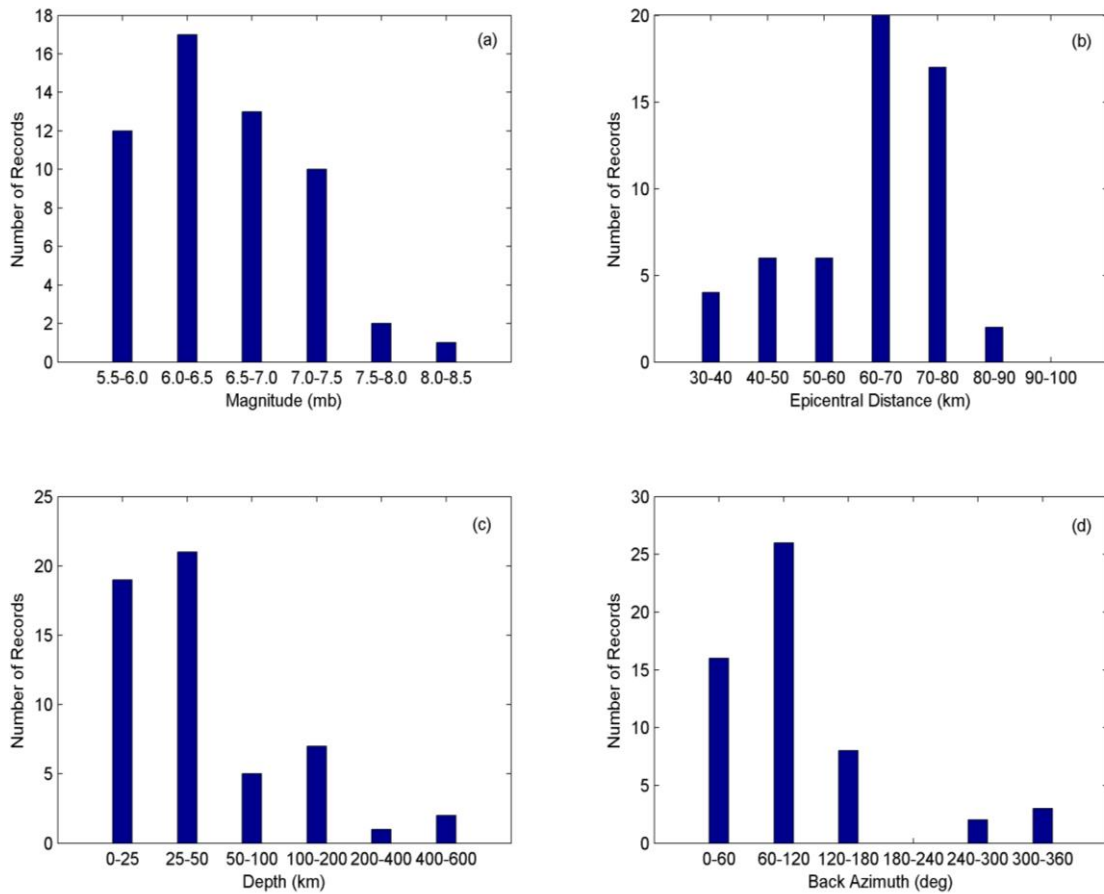 18
16
14
12
10
8
6
4
2
0
Number of Records
(a)
5.5-6.0 6.0-6.5 6.5-7.0 7.0-7.5 7.5-8.0 8.0-8.5
Magnitude (mb)
20
15
10
5
0
Number of Records
(b)
30-40 40-50 50-60 60-70 70-80 80-90 90-100
Epicentral Distance (km)
25
20
15
10
5
0
Number of Records
(c)
0-25 25-50 50-100 100-200 200-400 400-600
Depth (km)
30
25
20
15
10
5
0
Number of Records
(d)
0-60 60-120 120-180 180-240 240-300 300-360
Back Azimuth (deg)